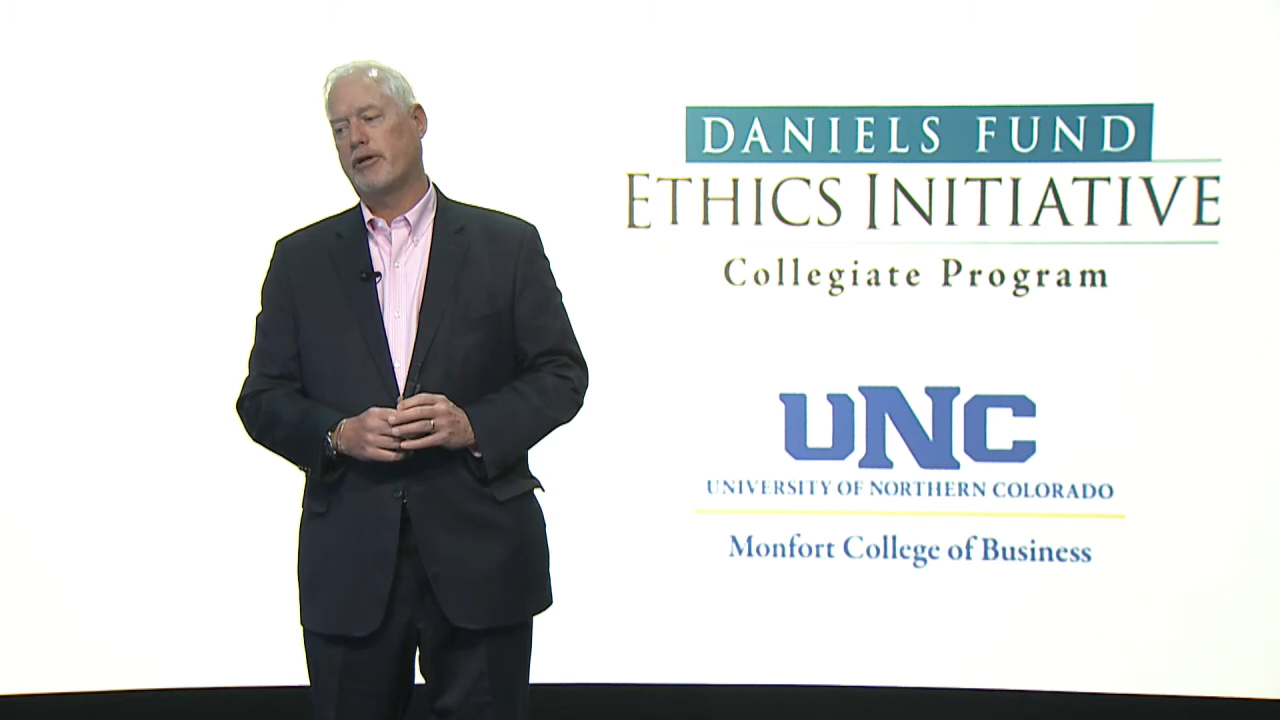 DANIELS FUND
ETHICS INITIATIVE
Collegiate Program
UNC
UNIVERSITY OF NORTHERN COLORADO
Monfort College of Business